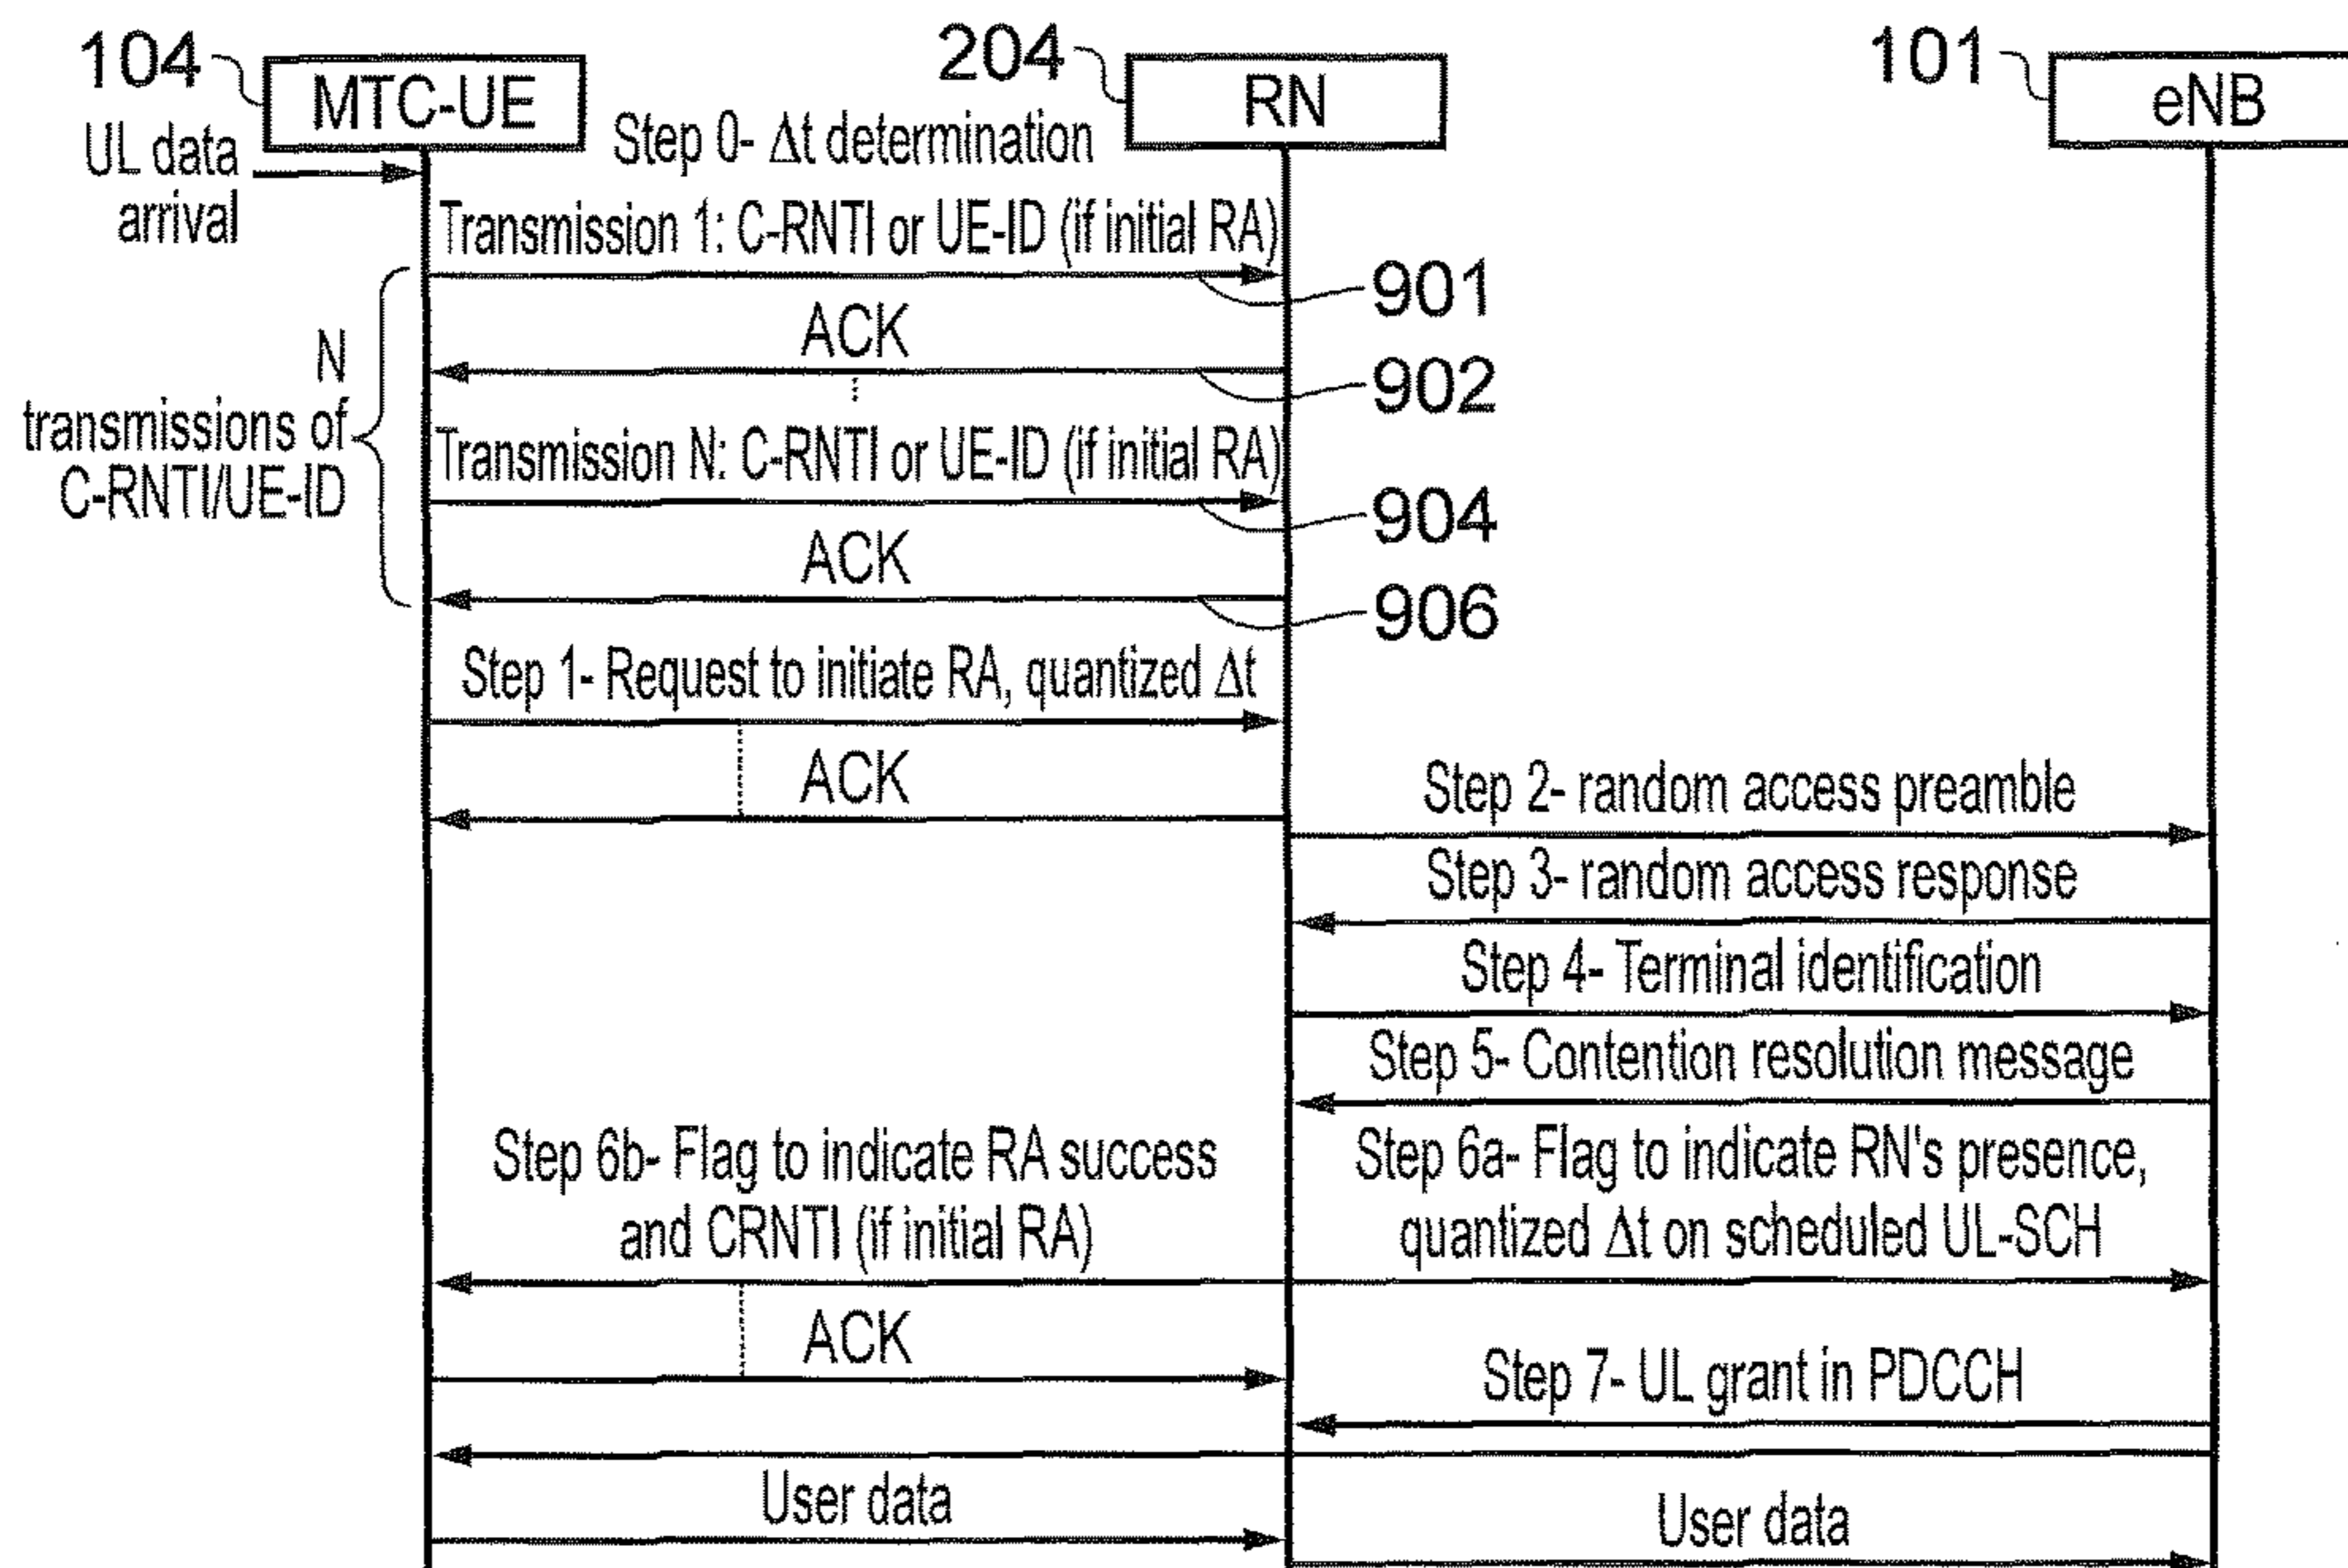 104
MTC-UE
204
RN
101
eNB
UL data
arrival
Step 0- Δt determination
Transmission 1: C-RNTI or UE-ID (if initial RA)
901
ACK
902
N
transmissions of
C-RNTI/UE-ID
Transmission N: C-RNTI or UE-ID (if initial RA)
904
ACK
906
Step 1- Request to initiate RA, quantized Δt
ACK
Step 2- random access preamble
Step 3- random access response
Step 4- Terminal identification
Step 5- Contention resolution message
Step 6b- Flag to indicate RA success
and CRNTI (if initial RA)
Step 6a- Flag to indicate RN's presence,
quantized Δt on scheduled UL-SCH
ACK
Step 7- UL grant in PDCCH
User data
User data